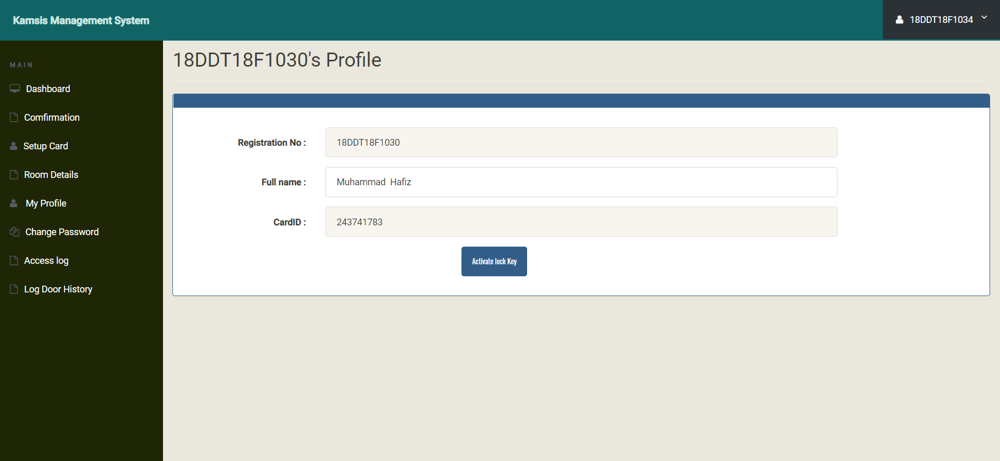 Kamsis Management System
18DDT18F1034
MAIN
Dashboard
Comfirmation
Setup Card
Room Details
My Profile
Change Password
Access log
Log Door History
18DDT18F1030's Profile
Registration No :
18DDT18F1030
Full name :
Muhammad  Hafiz
CardID :
243741783
Activate lock Key